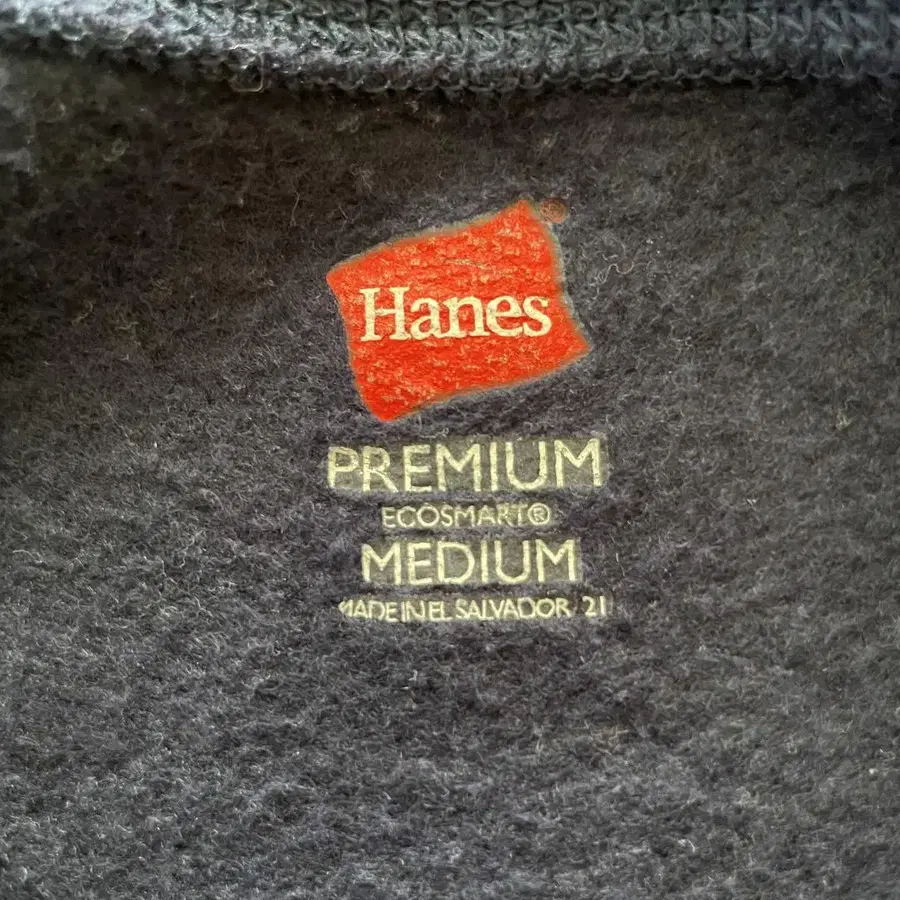 Hanes®
PREMIUM
ECOSMART®
MEDIUM
MADE IN EL SALVADOR 21